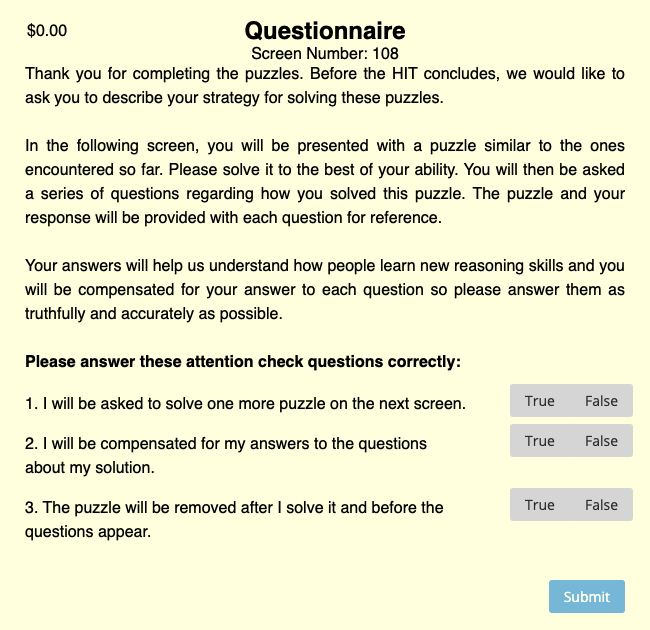 $0.00
Questionnaire
Screen Number: 108
Thank you for completing the puzzles. Before the HIT concludes, we would like to
ask you to describe your strategy for solving these puzzles.
In the following screen, you will be presented with a puzzle similar to the ones
encountered so far. Please solve it to the best of your ability. You will then be asked
a series of questions regarding how you solved this puzzle. The puzzle and your
response will be provided with each question for reference.
Your answers will help us understand how people learn new reasoning skills and you
will be compensated for your answer to each question so please answer them as
truthfully and accurately as possible.
Please answer these attention check questions correctly:
1. I will be asked to solve one more puzzle on the next screen. True False
2. I will be compensated for my answers to the questions True False
about my solution.
3. The puzzle will be removed after I solve it and before the True False
questions appear.
Submit